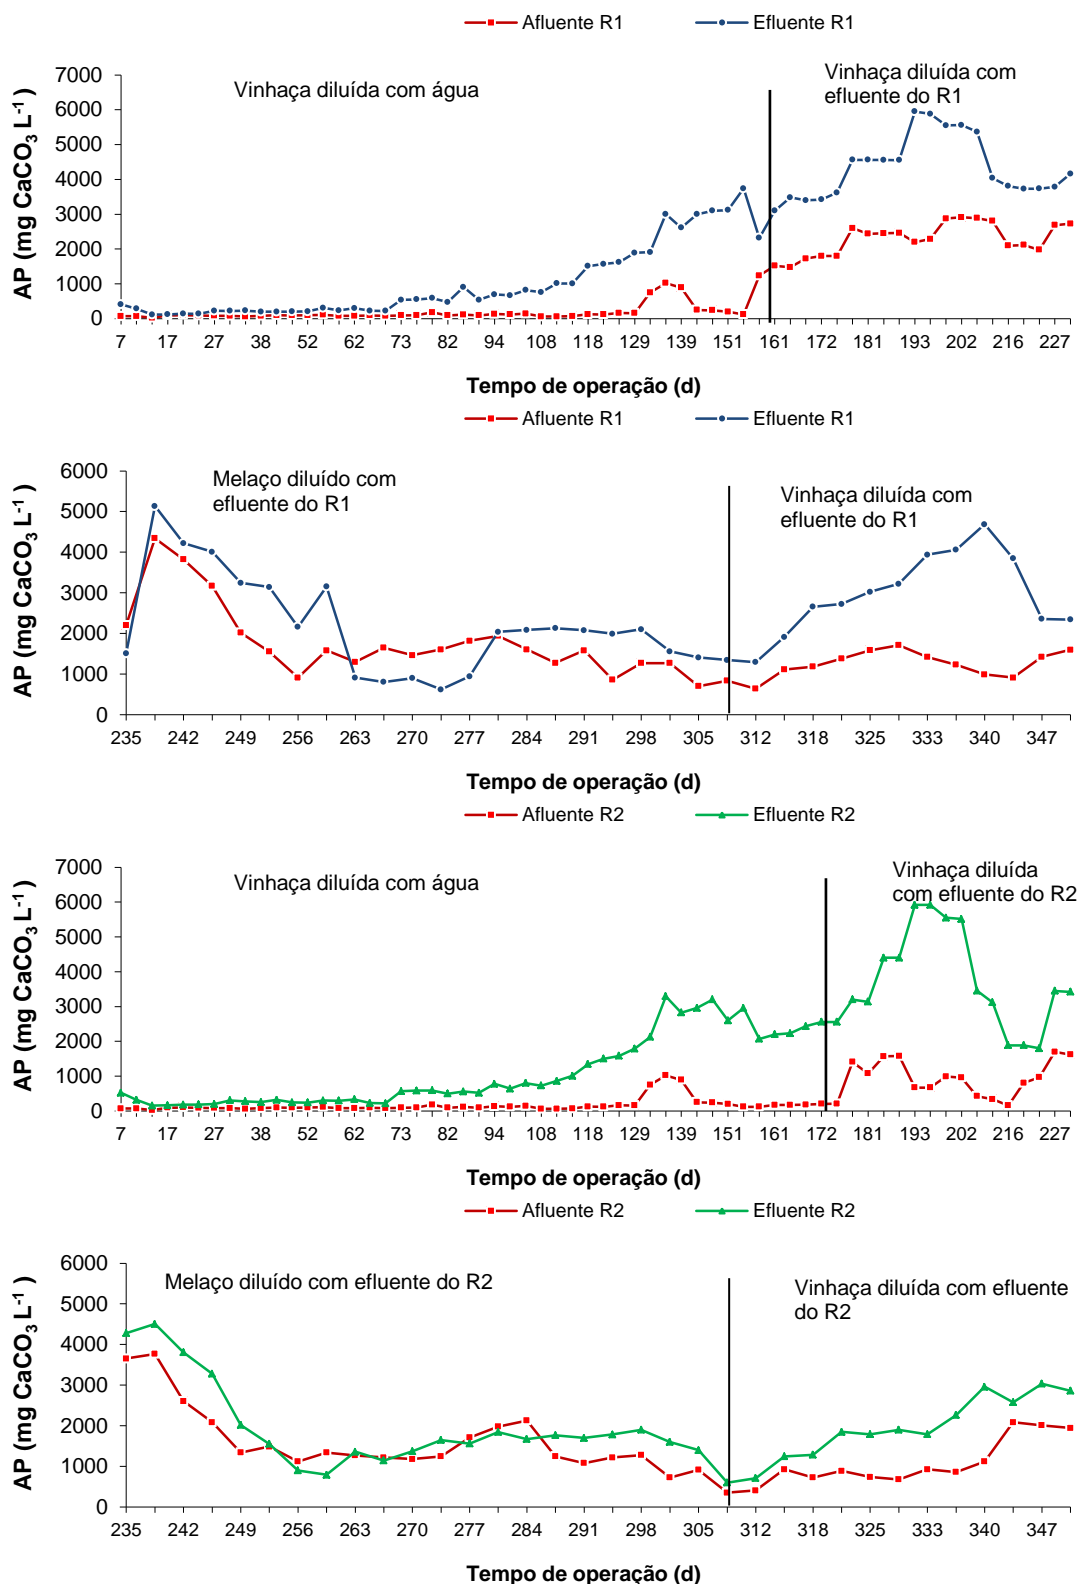 Afluente R1 Efluente R1
7000
6000
5000
4000
3000
2000
1000
0
AP (mg CaCO3 L-1 )
Vinhaça diluída com água
Vinhaça diluída com
efluente do R1
7 17 27 38 52 62 73 82 94 108 118 129 139 151 161 172 181 193 202 216 227
Tempo de operação (d)
Afluente R1 Efluente R1
6000
5000
4000
3000
2000
1000
0
AP (mg CaCO3 L-1 )
Melaço diluído com
efluente do R1
Vinhaça diluída com
efluente do R1
235 242 249 256 263 270 277 284 291 298 305 312 318 325 333 340 347
Tempo de operação (d)
Afluente R2 Efluente R2
7000
6000
5000
4000
3000
2000
1000
0
AP (mg CaCO3 L-1 )
Vinhaça diluída com água
Vinhaça diluída
com efluente do R2
7 17 27 38 52 62 73 82 94 108 118 129 139 151 161 172 181 193 202 216 227
Tempo de operação (d)
Afluente R2 Efluente R2
6000
5000
4000
3000
2000
1000
0
AP (mg CaCO3 L-1 )
Melaço diluído com efluente do R2
Vinhaça diluída com efluente
do R2
235 242 249 256 263 270 277 284 291 298 305 312 318 325 333 340 347
Tempo de operação (d)